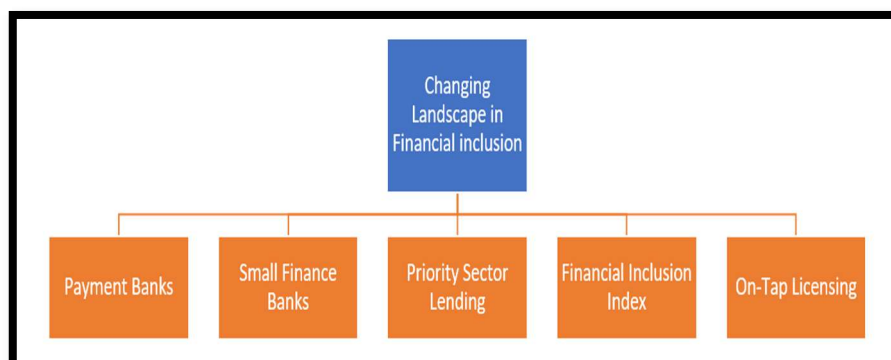 Changing
Landscape in
Financial inclusion
Payment Banks
Small Finance
Banks
Priority Sector
Lending
Financial Inclusion
Index
On-Tap Licensing